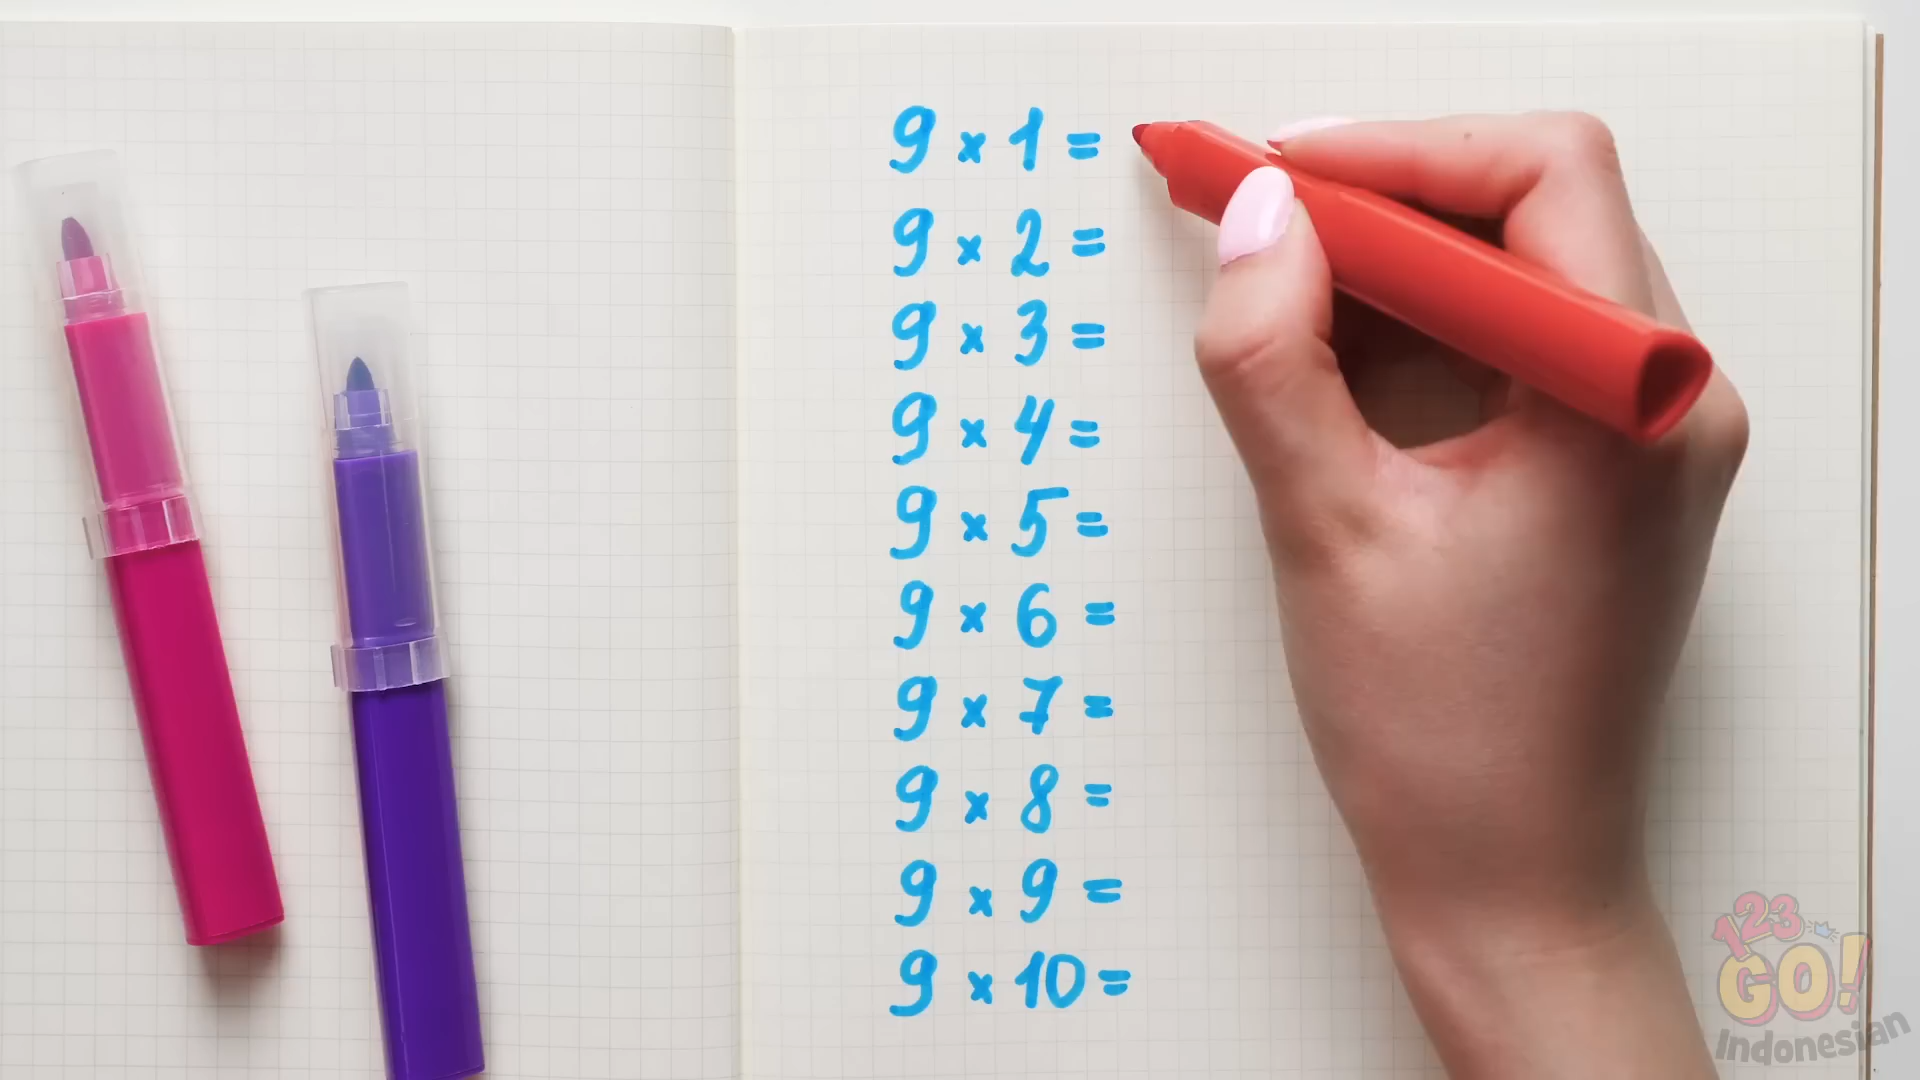 9 × 1 =
9 × 2 =
9 × 3 =
9 × 4 =
9 × 5 =
9 × 6 =
9 × 7 =
9 × 8 =
9 × 9 =
9 × 10 =
123
GO!
Indonesian